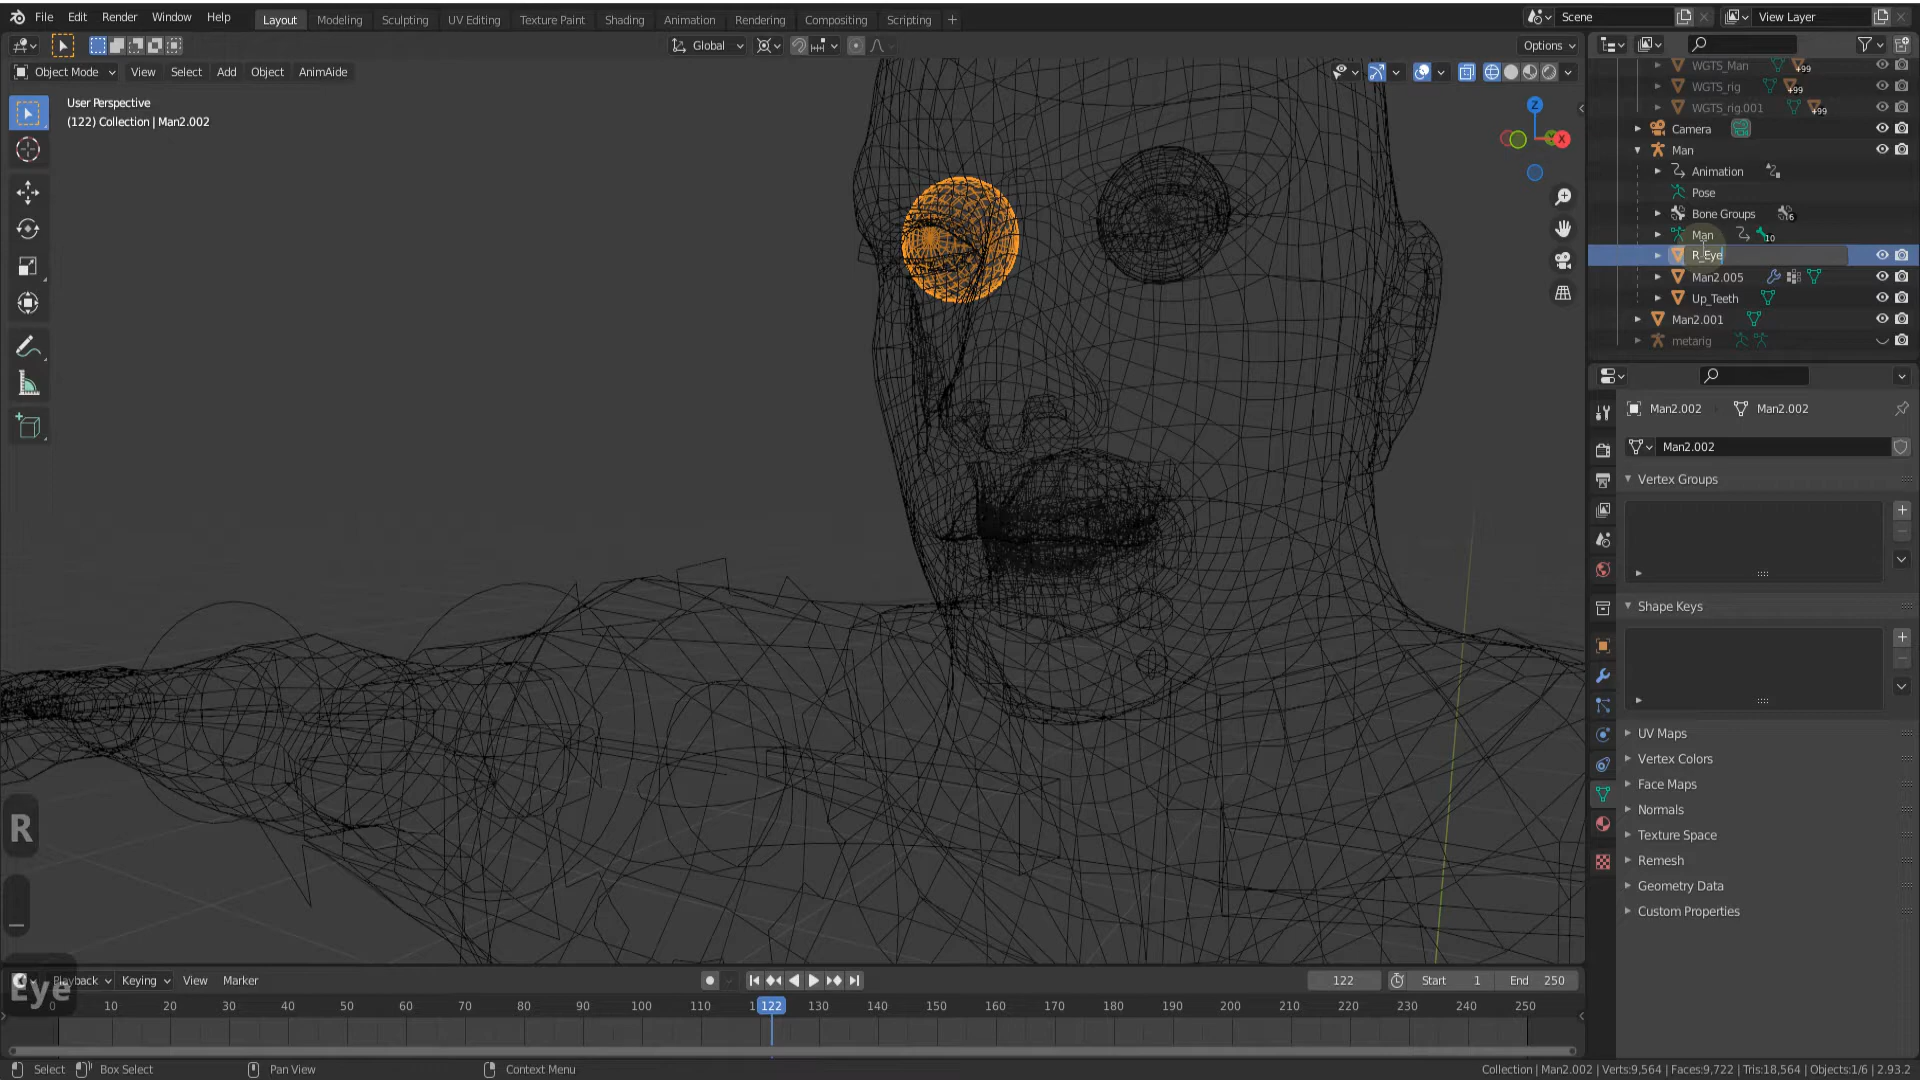 File Edit Render Window Help Layout Modeling Sculpting UV Editing Texture Paint Shading Animation Rendering Compositing Scripting + Scene View Layer
Global Options
Object Mode View Select Add Object AnimAide
User Perspective
(122) Collection | Man2.002
Z
X
WGTS_Man +99
WGTS_rig +99
WGTS_rig.001 +99
Camera
Man
Animation
Pose
Bone Groups 6
Man 10
R_Eye
Man2.005
Up_Teeth
Man2.001
metarig
Man2.002 Man2.002
Man2.002
Vertex Groups
Shape Keys
UV Maps
Vertex Colors
Face Maps
Normals
Texture Space
Remesh
Geometry Data
Custom Properties
R
_
Eye
Playback Keying View Marker 122 Start 1 End 250
0 10 20 30 40 50 60 70 80 90 100 110 122 130 140 150 160 170 180 190 200 210 220 230 240 250
Select Box Select Pan View Context Menu Collection | Man2.002 | Verts:9,564 | Faces:9,722 | Tris:18,564 | Objects:1/6 | 2.93.2